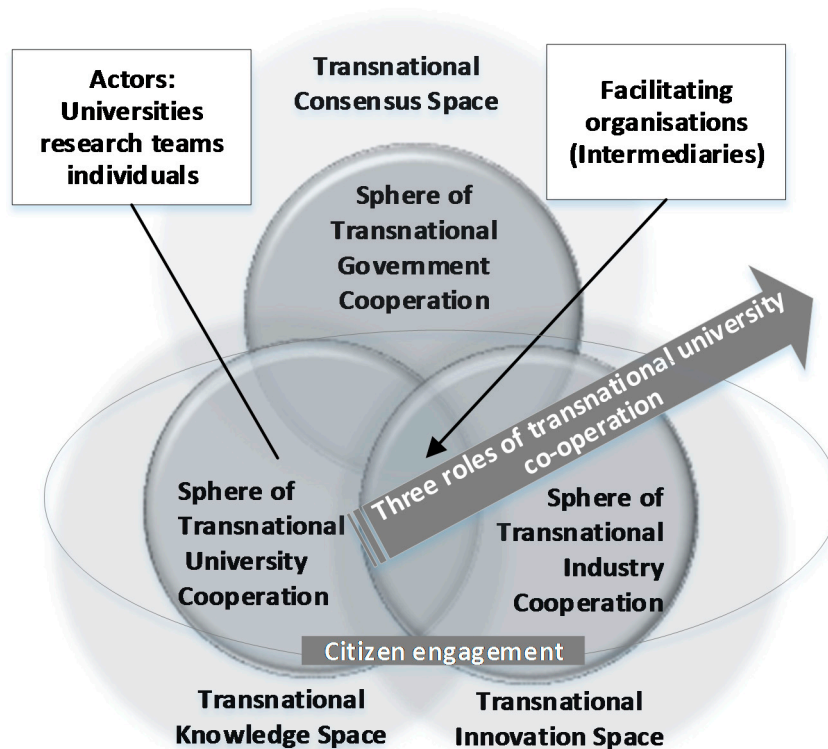 Transnational
Consensus Space
Actors:
Universities
research teams
individuals
Facilitating
organisations
(Intermediaries)
Sphere of
Transnational
Government
Cooperation
Three roles of transnational university
co-operation
Sphere of
Transnational
University
Cooperation
Sphere of
Transnational
Industry
Cooperation
Citizen engagement
Transnational
Knowledge Space
Transnational
Innovation Space